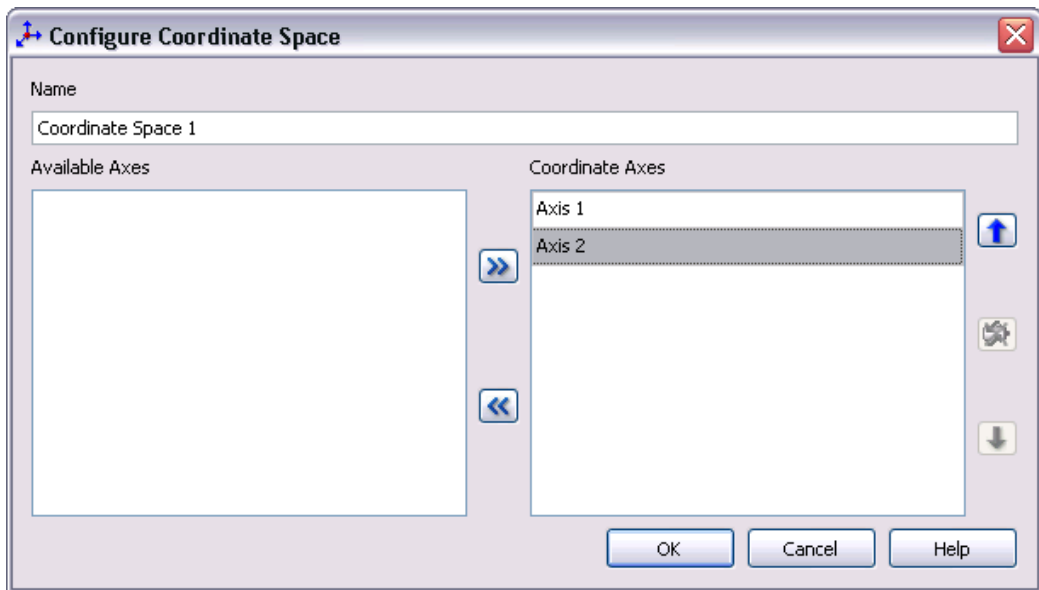 Configure Coordinate Space
Name
Coordinate Space 1
Available Axes
Coordinate Axes
Axis 1
Axis 2
OK
Cancel
Help